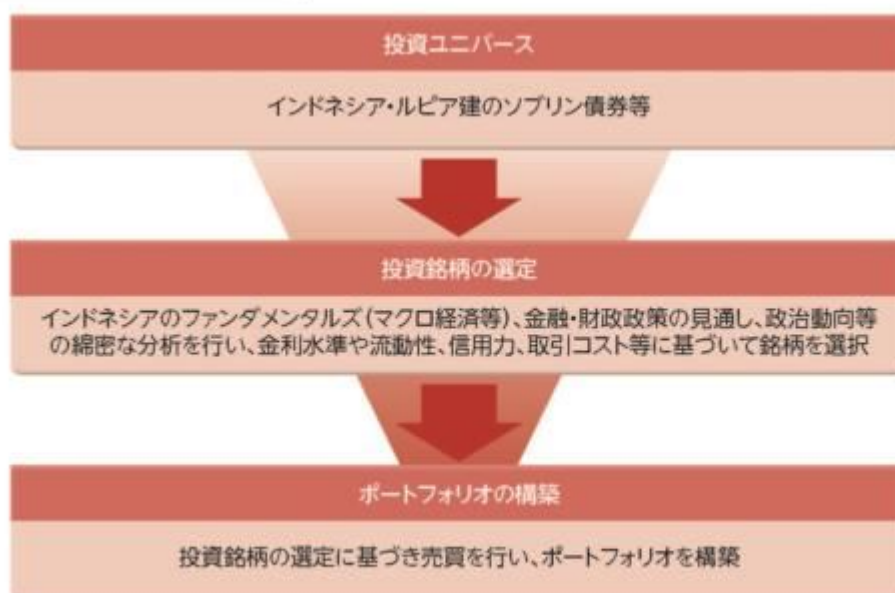 投資ユニバース
インドネシア・ルピア建のソブリン債券等
投資銘柄の選定
インドネシアのファンダメンタルズ(マクロ経済等)、金融・財政政策の見通し、政治動向等
の綿密な分析を行い、金利水準や流動性、信用力、取引コスト等に基づいて銘柄を選択
ポートフォリオの構築
投資銘柄の選定に基づき売買を行い、ポートフォリオを構築